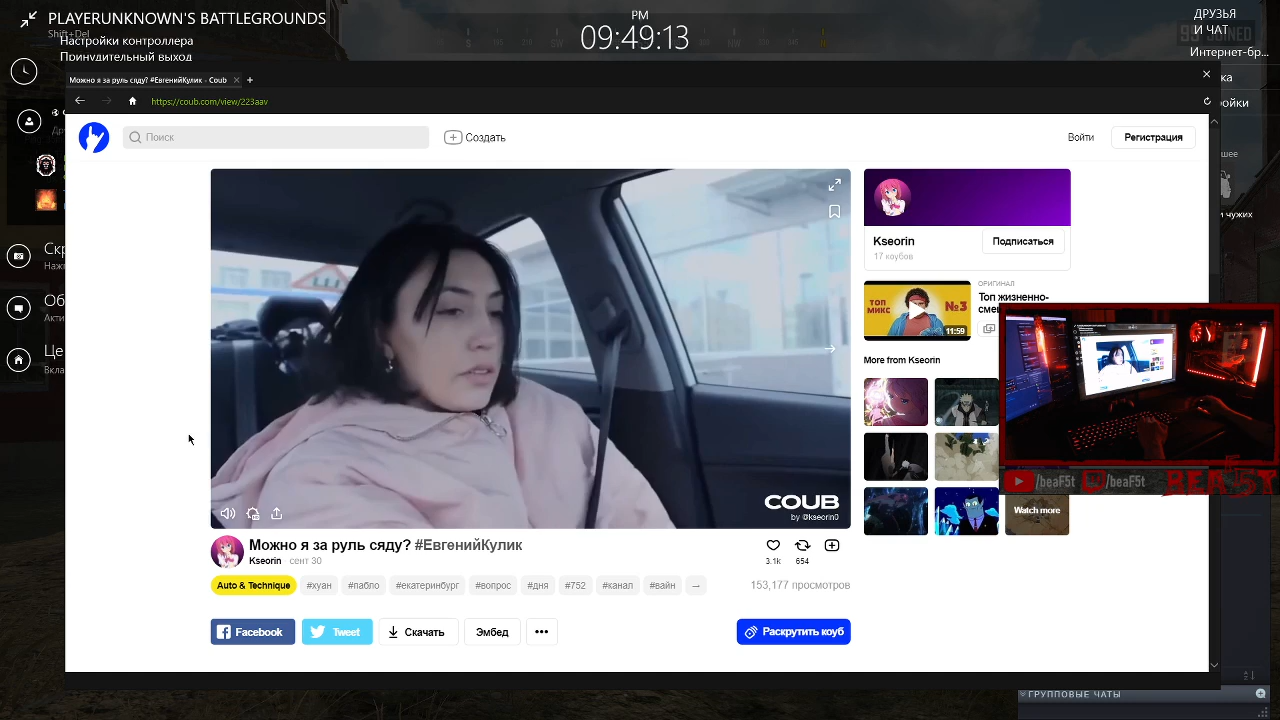 PLAYERUNKNOWN'S BATTLEGROUNDS
Shift+Del
Настройки контроллера
Принудительный выход
PM
09:49:13
ДРУЗЬЯ
И ЧАТ
Интернет-бр...
Можно я за руль сяду? #ЕвгенийКулик - Coub
https://coub.com/view/223aav
Поиск
Создать
Войти
Регистрация
Kseorin
17 коубов
Подписаться
ТОП
МИКС
№3
11:59
ОРИГИНАЛ
Топ жизненно-
More from Kseorin
Watch more
/beaF5t
/beaF5t
BEA5T
COUB
by @kseorin0
Можно я за руль сяду? #ЕвгенийКулик
Kseorin сент 30
3.1k
654
Auto & Technique
#хуан
#пабло
#екатеринбург
#вопрос
#дня
#752
#канал
#вайн
153,177 просмотров
Facebook
Tweet
Скачать
Эмбед
Раскрутить коуб
ГРУППОВЫЕ ЧАТЫ